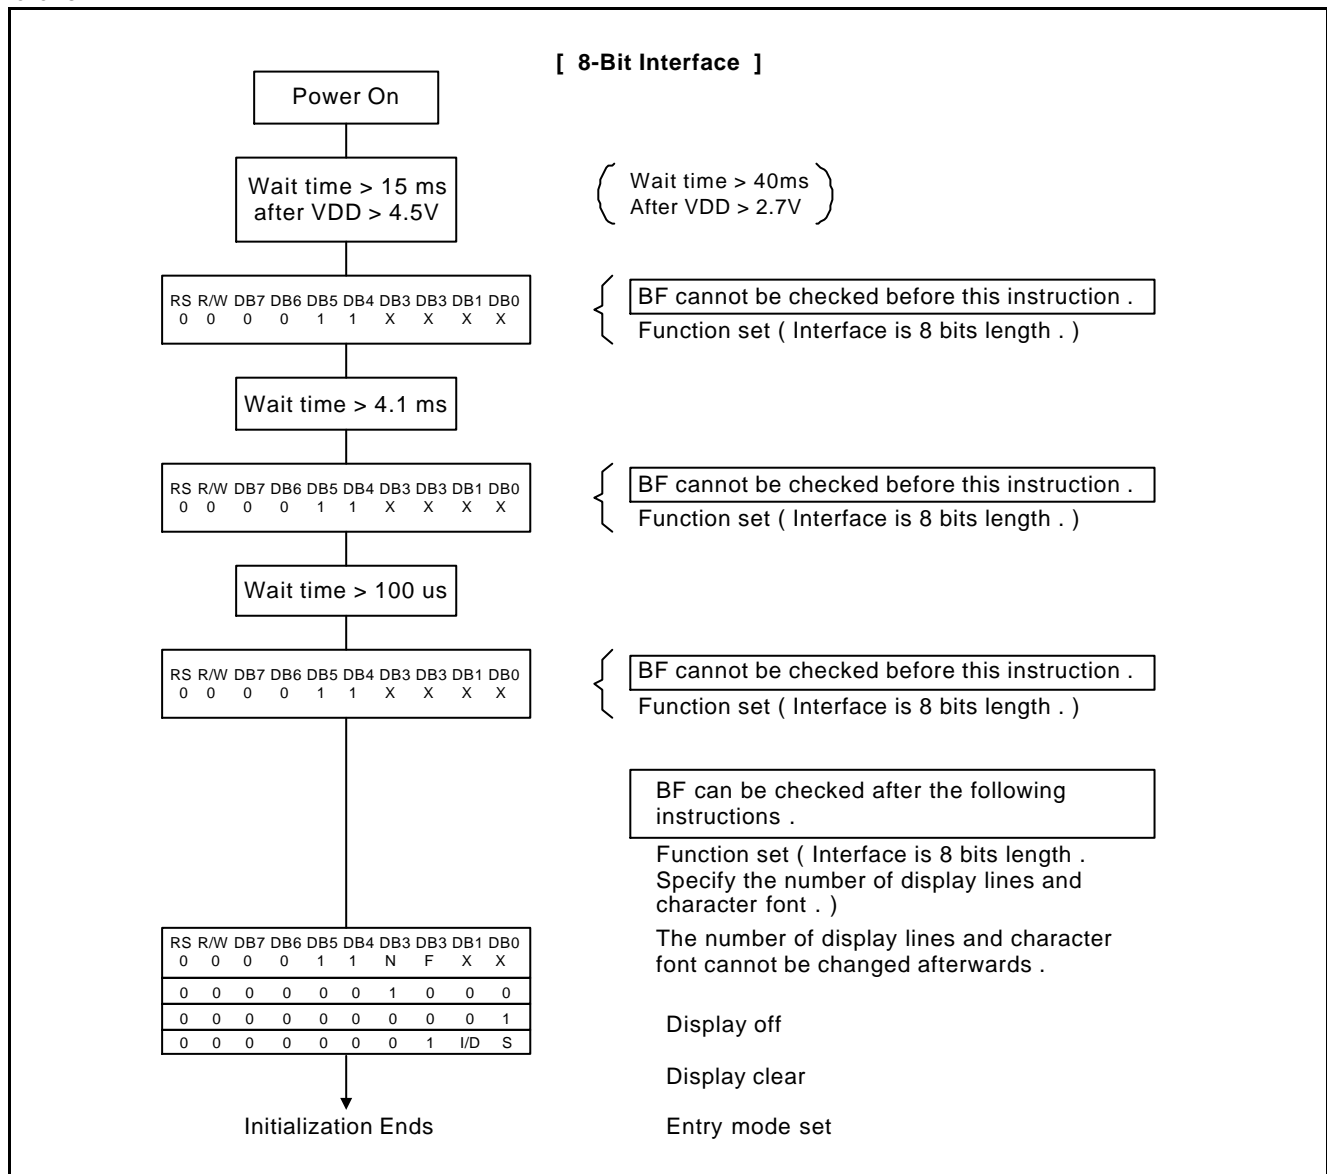 [ 8-Bit Interface ]
Power On
Wait time > 15 ms
after VDD > 4.5V
Wait time > 40ms
After VDD > 2.7V
RS R/W DB7 DB6 DB5 DB4 DB3 DB3 DB1 DB0
0 0 0 0 1 1 X X X X
BF cannot be checked before this instruction .
Function set ( Interface is 8 bits length . )
Wait time > 4.1 ms
RS R/W DB7 DB6 DB5 DB4 DB3 DB3 DB1 DB0
0 0 0 0 1 1 X X X X
BF cannot be checked before this instruction .
Function set ( Interface is 8 bits length . )
Wait time > 100 us
RS R/W DB7 DB6 DB5 DB4 DB3 DB3 DB1 DB0
0 0 0 0 1 1 X X X X
BF cannot be checked before this instruction .
Function set ( Interface is 8 bits length . )
BF can be checked after the following
instructions .
Function set ( Interface is 8 bits length .
Specify the number of display lines and
character font . )
The number of display lines and character
font cannot be changed afterwards .
RS R/W DB7 DB6 DB5 DB4 DB3 DB3 DB1 DB0
0 0 0 0 1 1 N F X X
0 0 0 0 0 0 1 0 0 0
0 0 0 0 0 0 0 0 0 1
0 0 0 0 0 0 0 1 I/D S
Display off
Display clear
Entry mode set
Initialization Ends